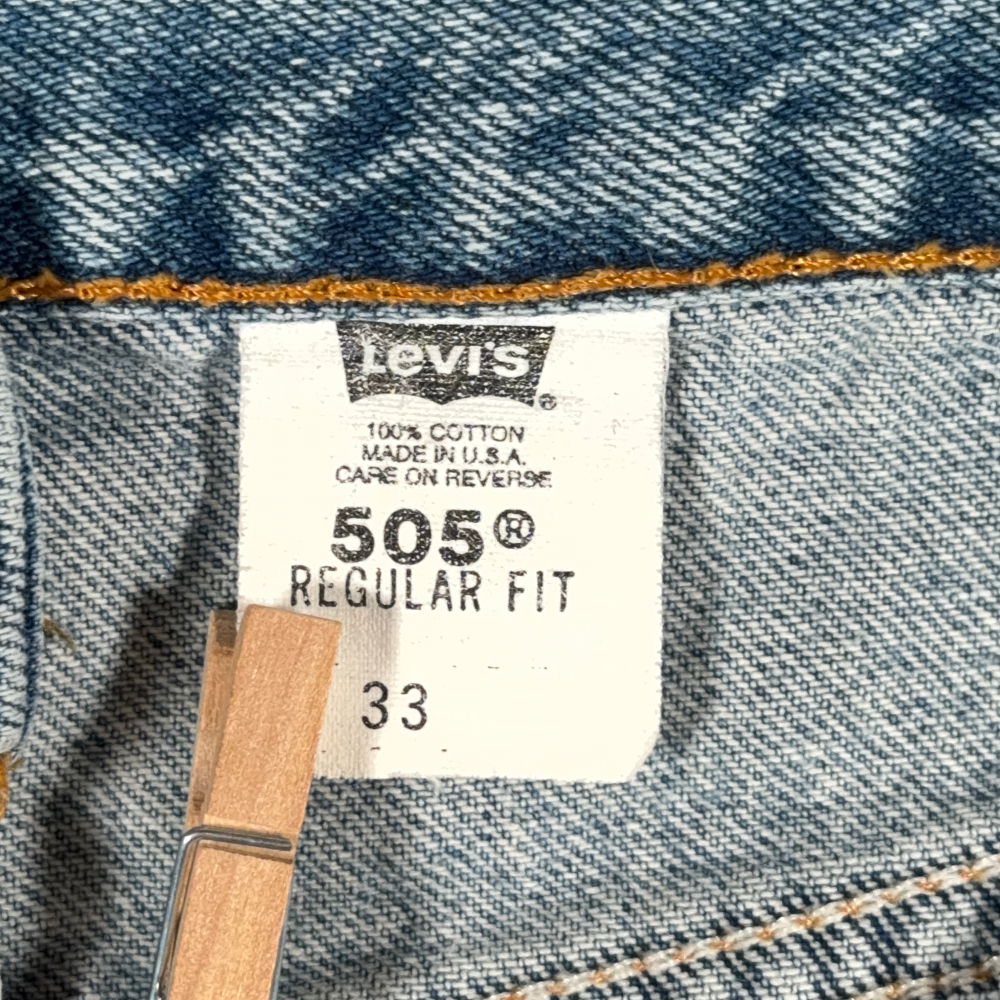 Levi's ®
100% COTTON
MADE IN U.S.A.
CARE ON REVERSE
505®
REGULAR FIT
33